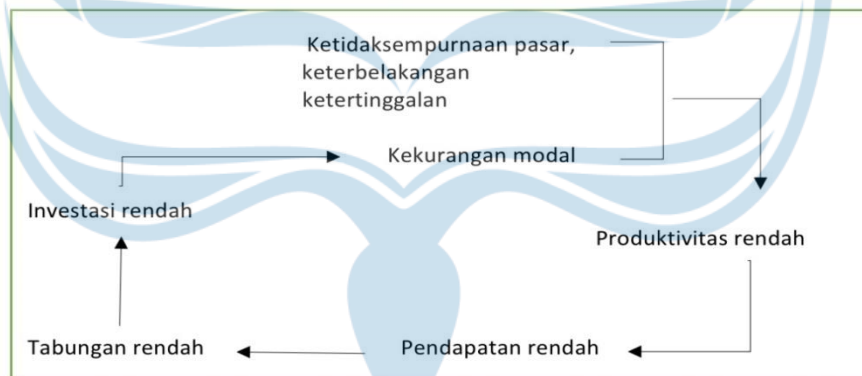 Ketidaksempurnaan pasar,
keterbelakangan
ketertinggalan
Kekurangan modal
Investasi rendah
Produktivitas rendah
Tabungan rendah
Pendapatan rendah